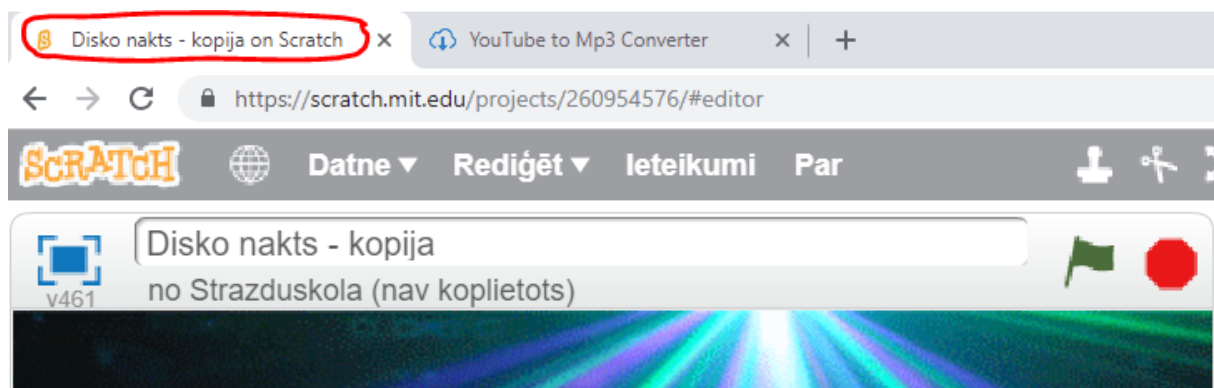 Disko nakts - kopija on Scratch YouTube to Mp3 Converter
https://scratch.mit.edu/projects/260954576/#editor
SCRATCH Datne Rediģēt Ieteikumi Par
Disko nakts - kopija
v461 no Strazduskola (nav koplietots)